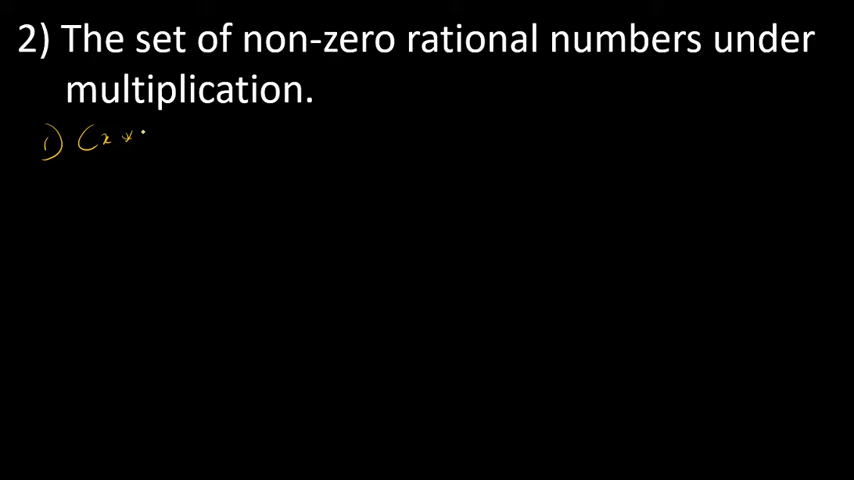 2) The set of non-zero rational numbers under
multiplication.
1) (x *